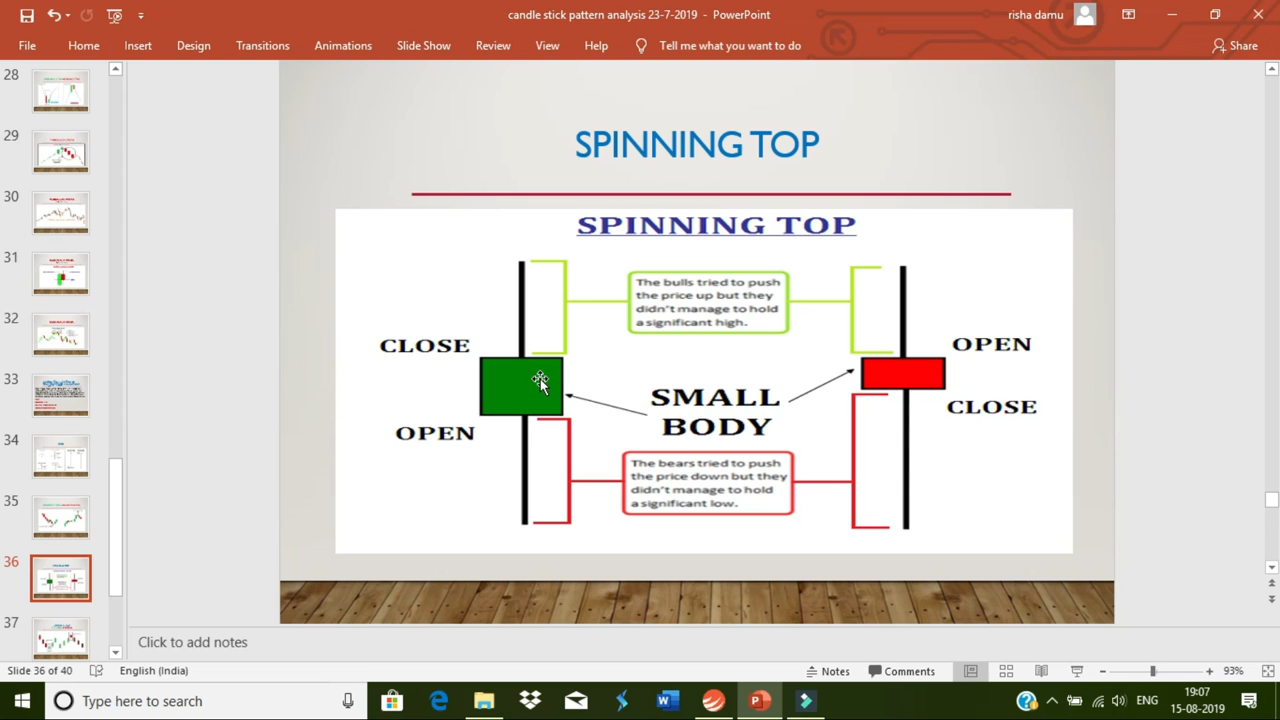 candle stick pattern analysis 23-7-2019 - PowerPoint
risha damu
File Home Insert Design Transitions Animations Slide Show Review View Help Tell me what you want to do Share
28
29
30
31
32
33
34
35
36
37
SPINNING TOP
SPINNING TOP
The bulls tried to push
the price up but they
didn't manage to hold
a significant high.
CLOSE
OPEN
OPEN
CLOSE
SMALL
BODY
The bears tried to push
the price down but they
didn't manage to hold
a significant low.
Click to add notes
Slide 36 of 40 English (India) Notes Comments 93%
Type here to search
ENG
19:07
15-08-2019